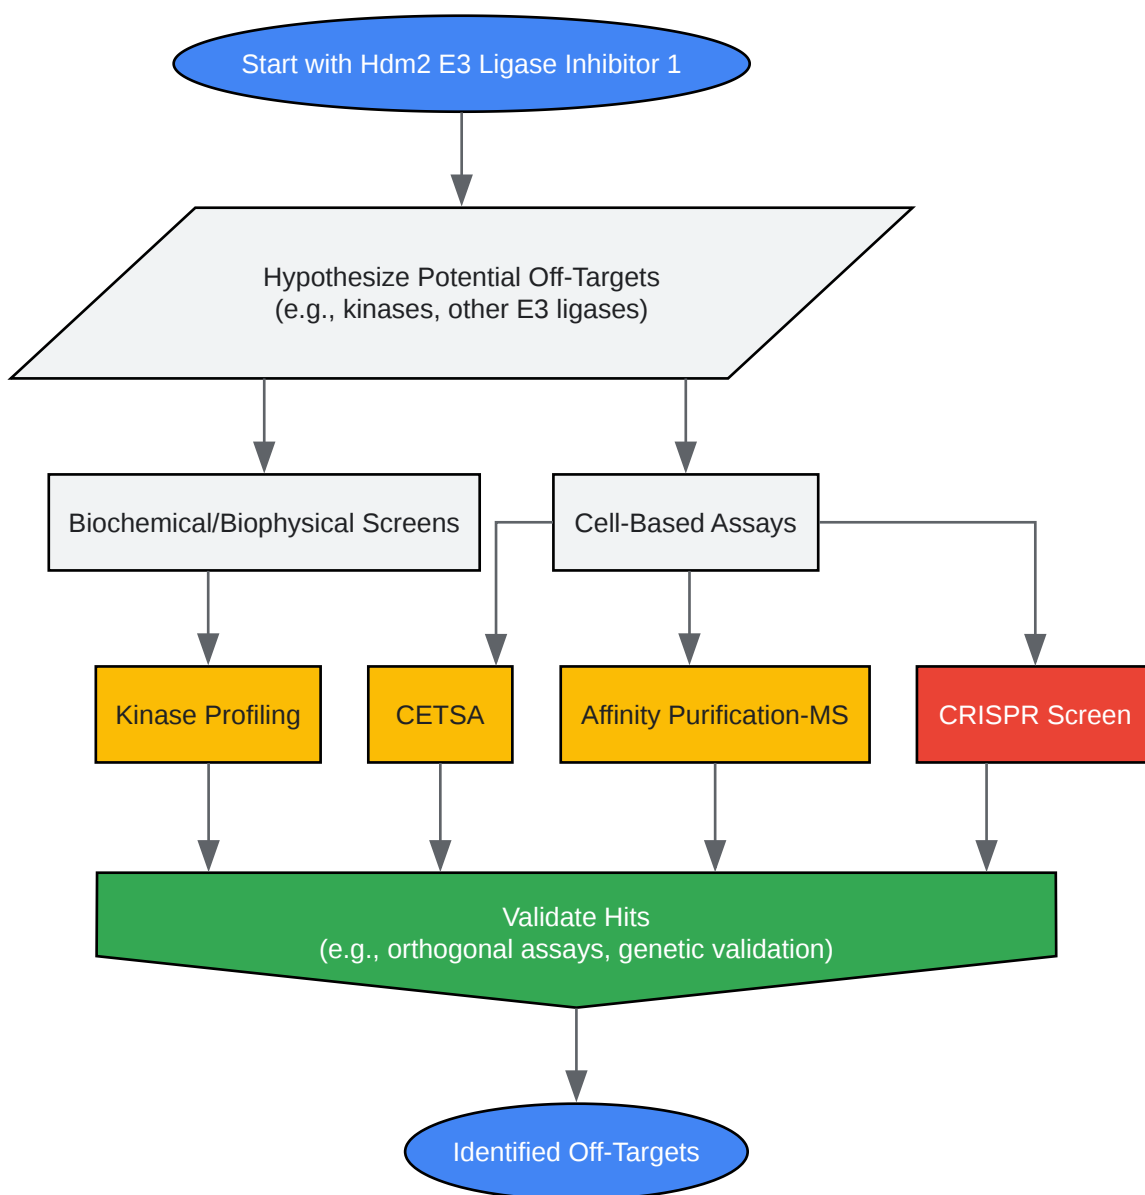 Start with Hdm2 E3 Ligase Inhibitor 1
Hypothesize Potential Off-Targets
(e.g., kinases, other E3 ligases)
Biochemical/Biophysical Screens
Cell-Based Assays
Kinase Profiling
CETSA
Affinity Purification-MS
CRISPR Screen
Validate Hits
(e.g., orthogonal assays, genetic validation)
Identified Off-Targets